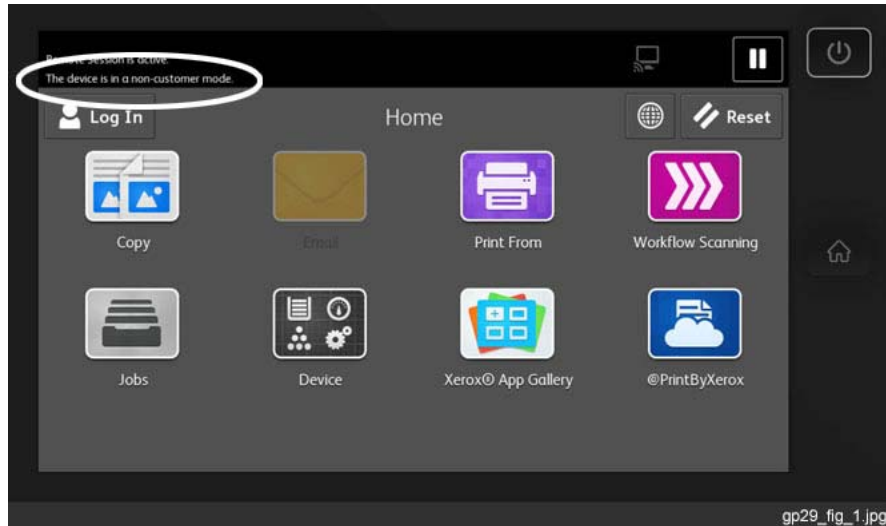 Remote Session is active.
The device is in a non-customer mode.
Log In
Home
Reset
Copy
Email
Print From
Workflow Scanning
Jobs
Device
Xerox® App Gallery
@PrintByXerox
gp29_fig_1.jpg